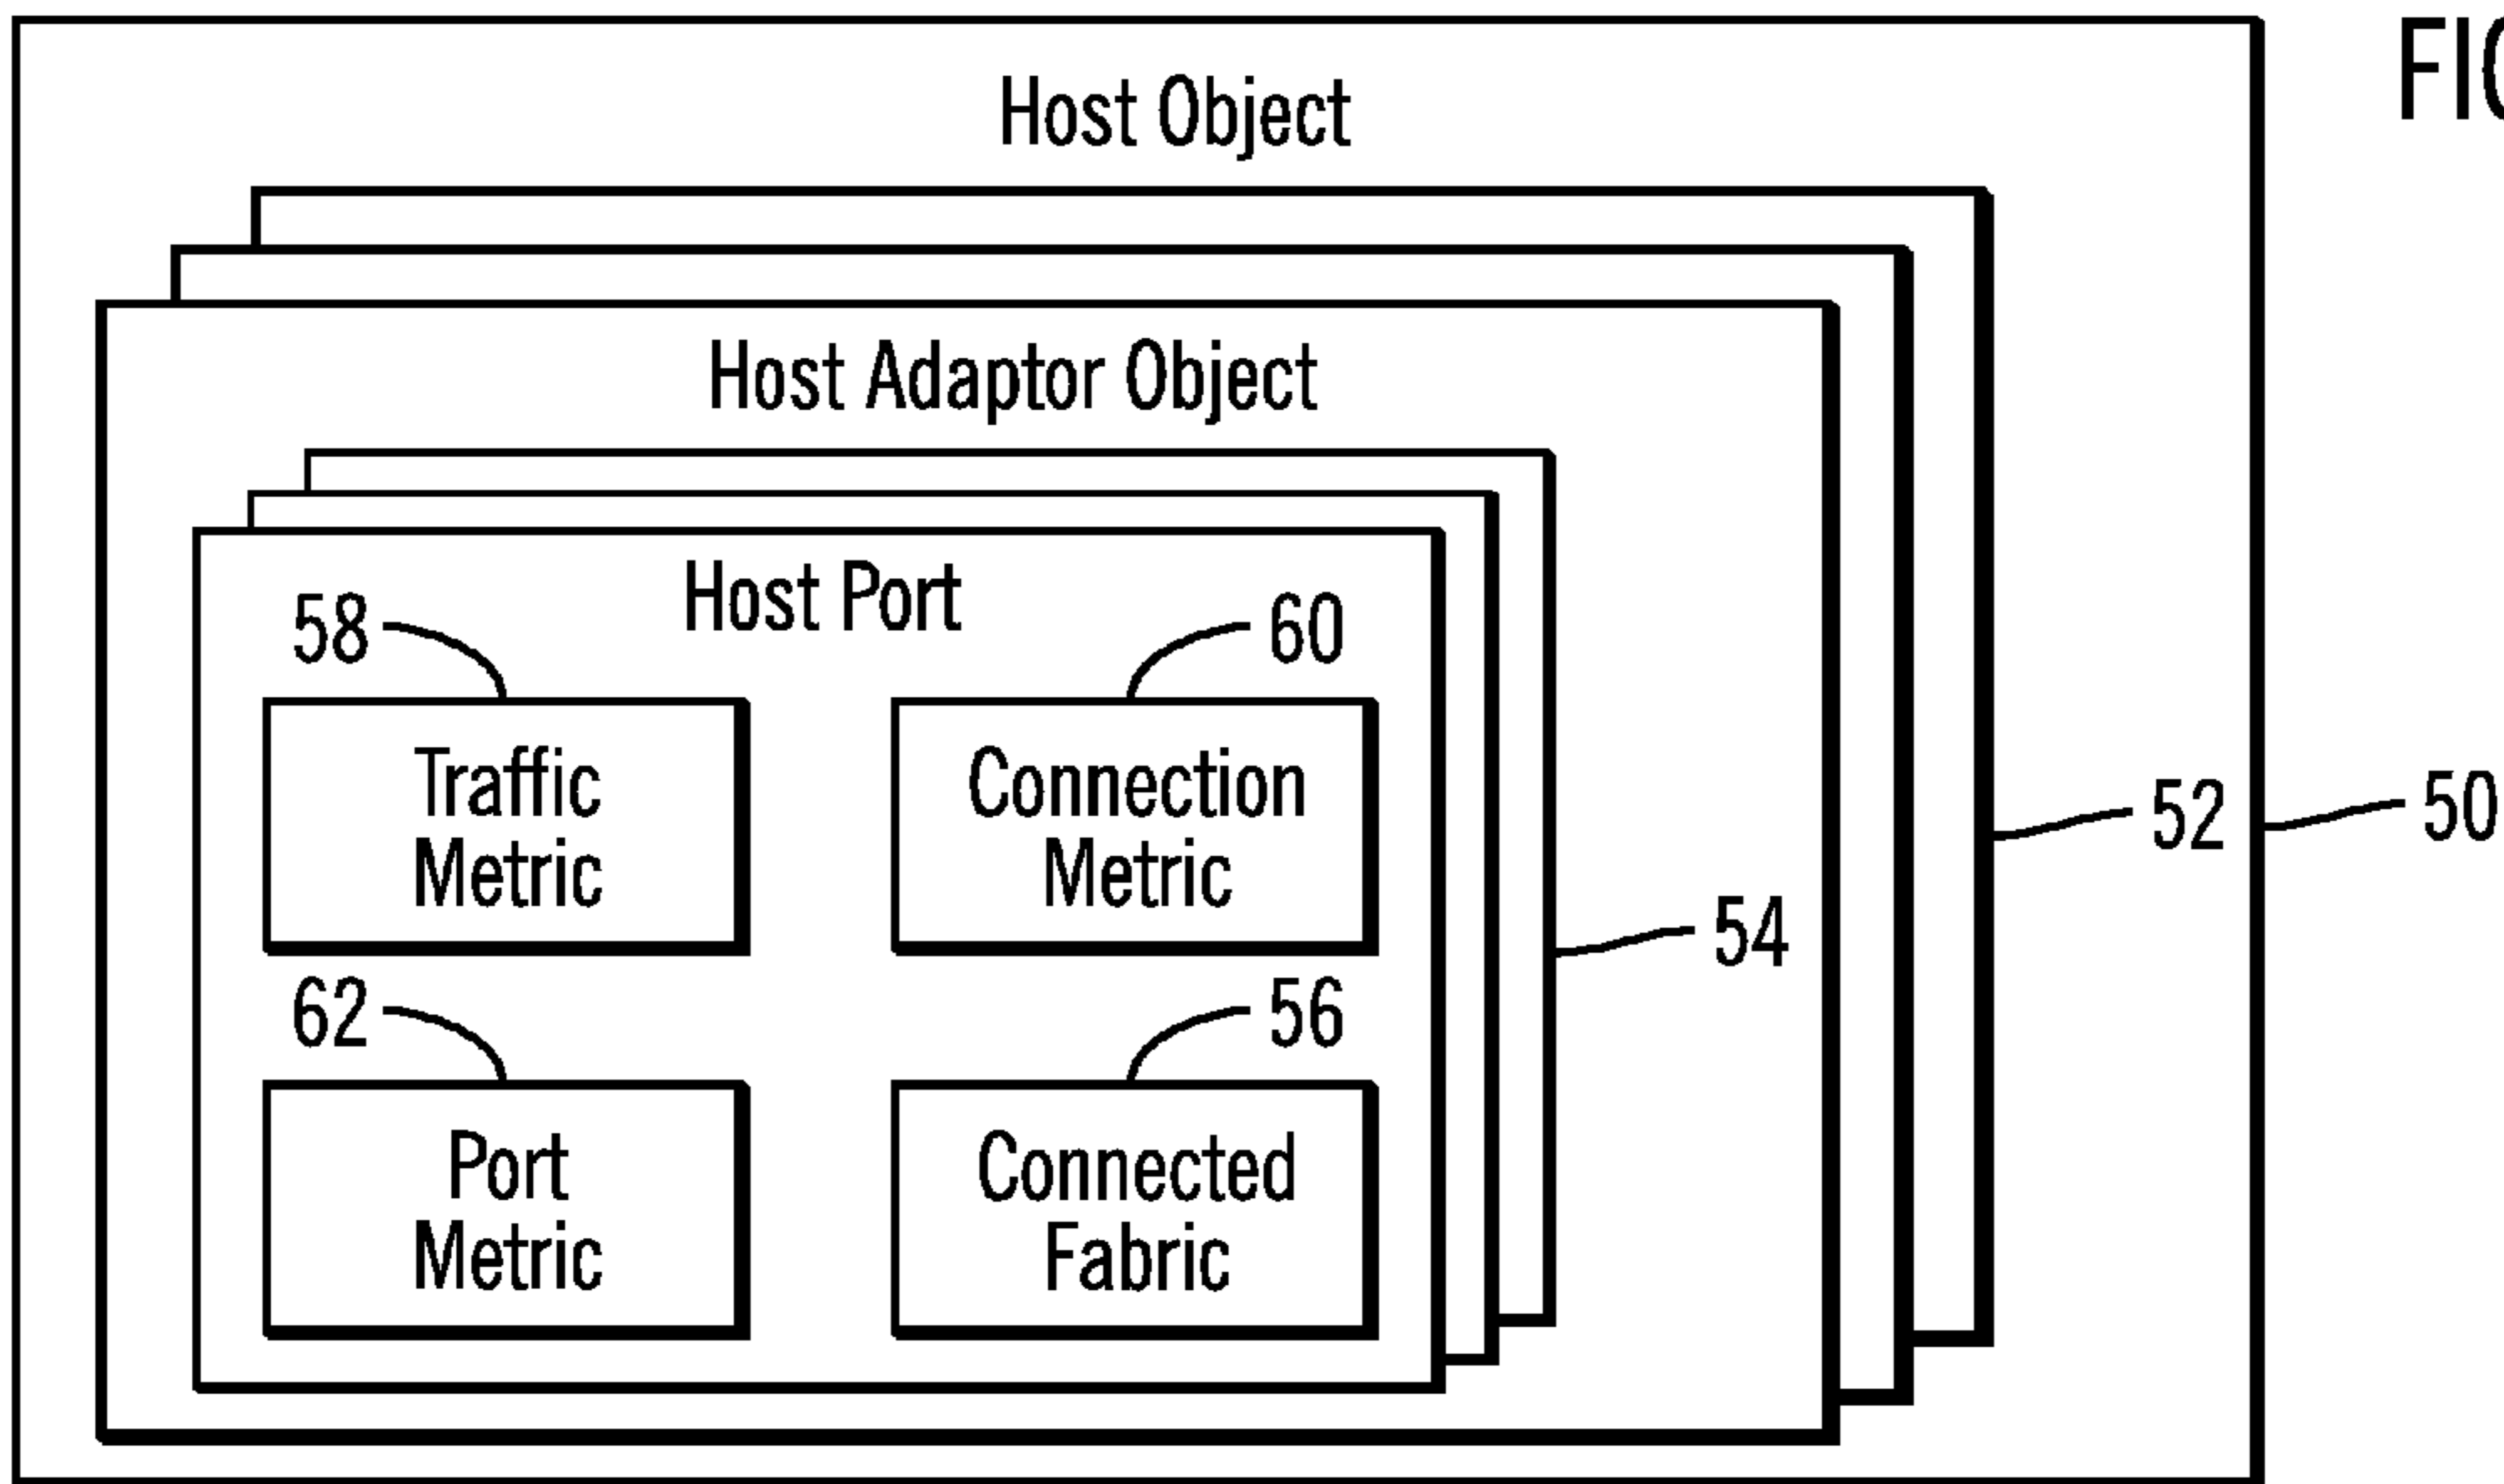 Host Object
Host Adaptor Object
Host Port
58
60
Traffic
Metric
Connection
Metric
52
50
54
62
56
Port
Metric
Connected
Fabric